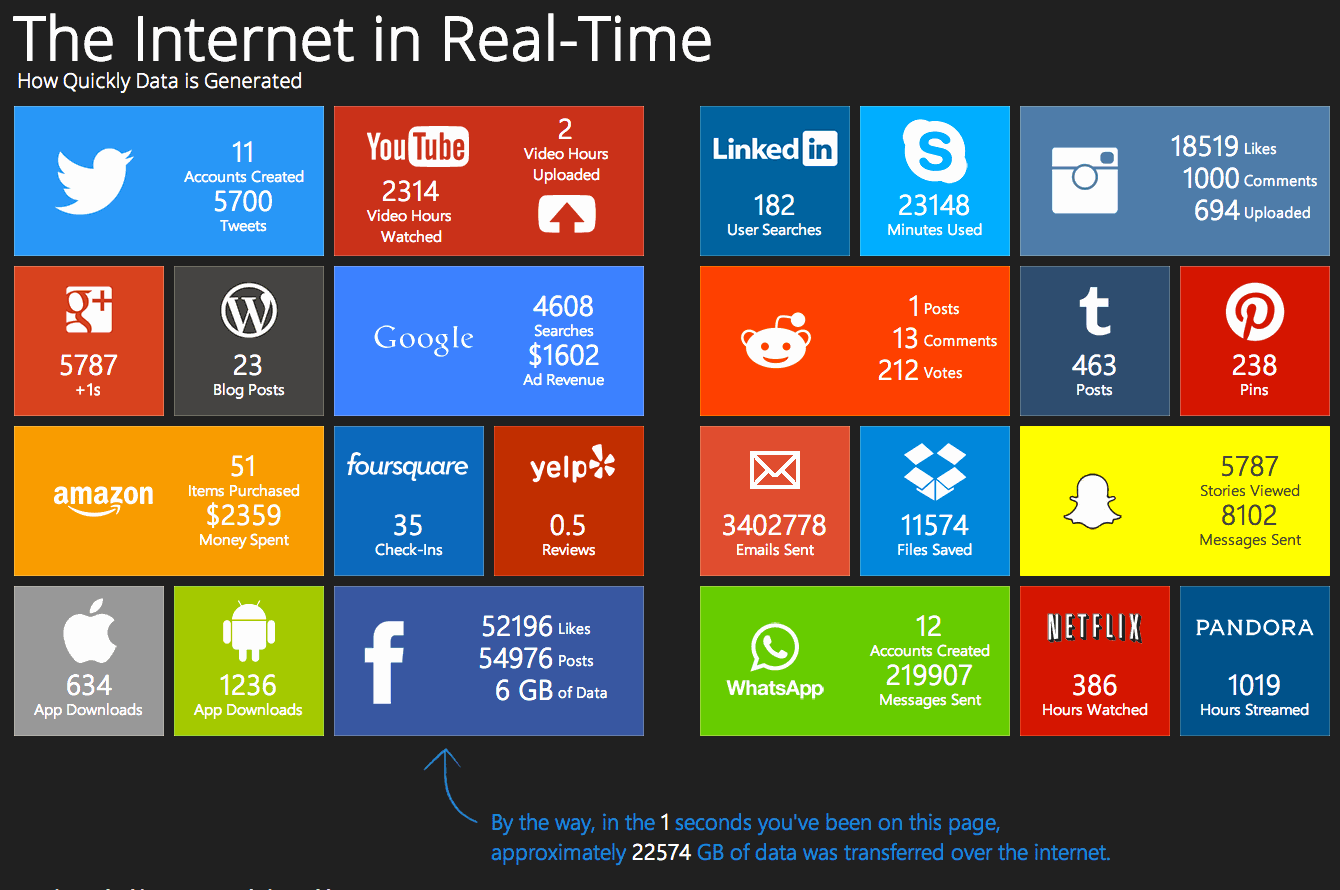 The Internet in Real-Time
How Quickly Data is Generated
11
Accounts Created
5700
Tweets
YouTube
2314
Video Hours
Watched
2
Video Hours
Uploaded
LinkedIn
182
User Searches
S
23148
Minutes Used
18519 Likes
1000 Comments
694 Uploaded
g+
5787
+1s
W
23
Blog Posts
Google
4608
Searches
$1602
Ad Revenue
1 Posts
13 Comments
212 Votes
t
463
Posts
P
238
Pins
amazon
51
Items Purchased
$2359
Money Spent
foursquare
35
Check-Ins
yelp
0.5
Reviews
3402778
Emails Sent
11574
Files Saved
5787
Stories Viewed
8102
Messages Sent
634
App Downloads
1236
App Downloads
f
52196 Likes
54976 Posts
6 GB of Data
WhatsApp
12
Accounts Created
219907
Messages Sent
NETFLIX
386
Hours Watched
PANDORA
1019
Hours Streamed
By the way, in the 1 seconds you've been on this page,
approximately 22574 GB of data was transferred over the internet.